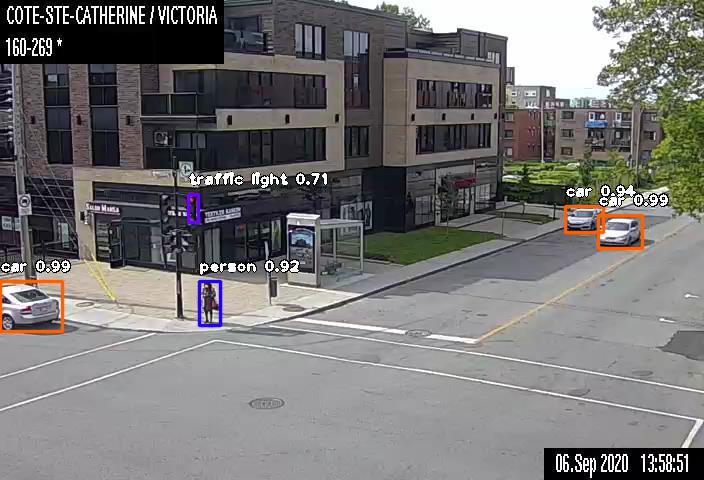 COTE-STE-CATHERINE / VICTORIA
160-269 *
traffic light 0.71
car 0.94
car 0.99
car 0.99
person 0.92
06.Sep 2020 13:58:51